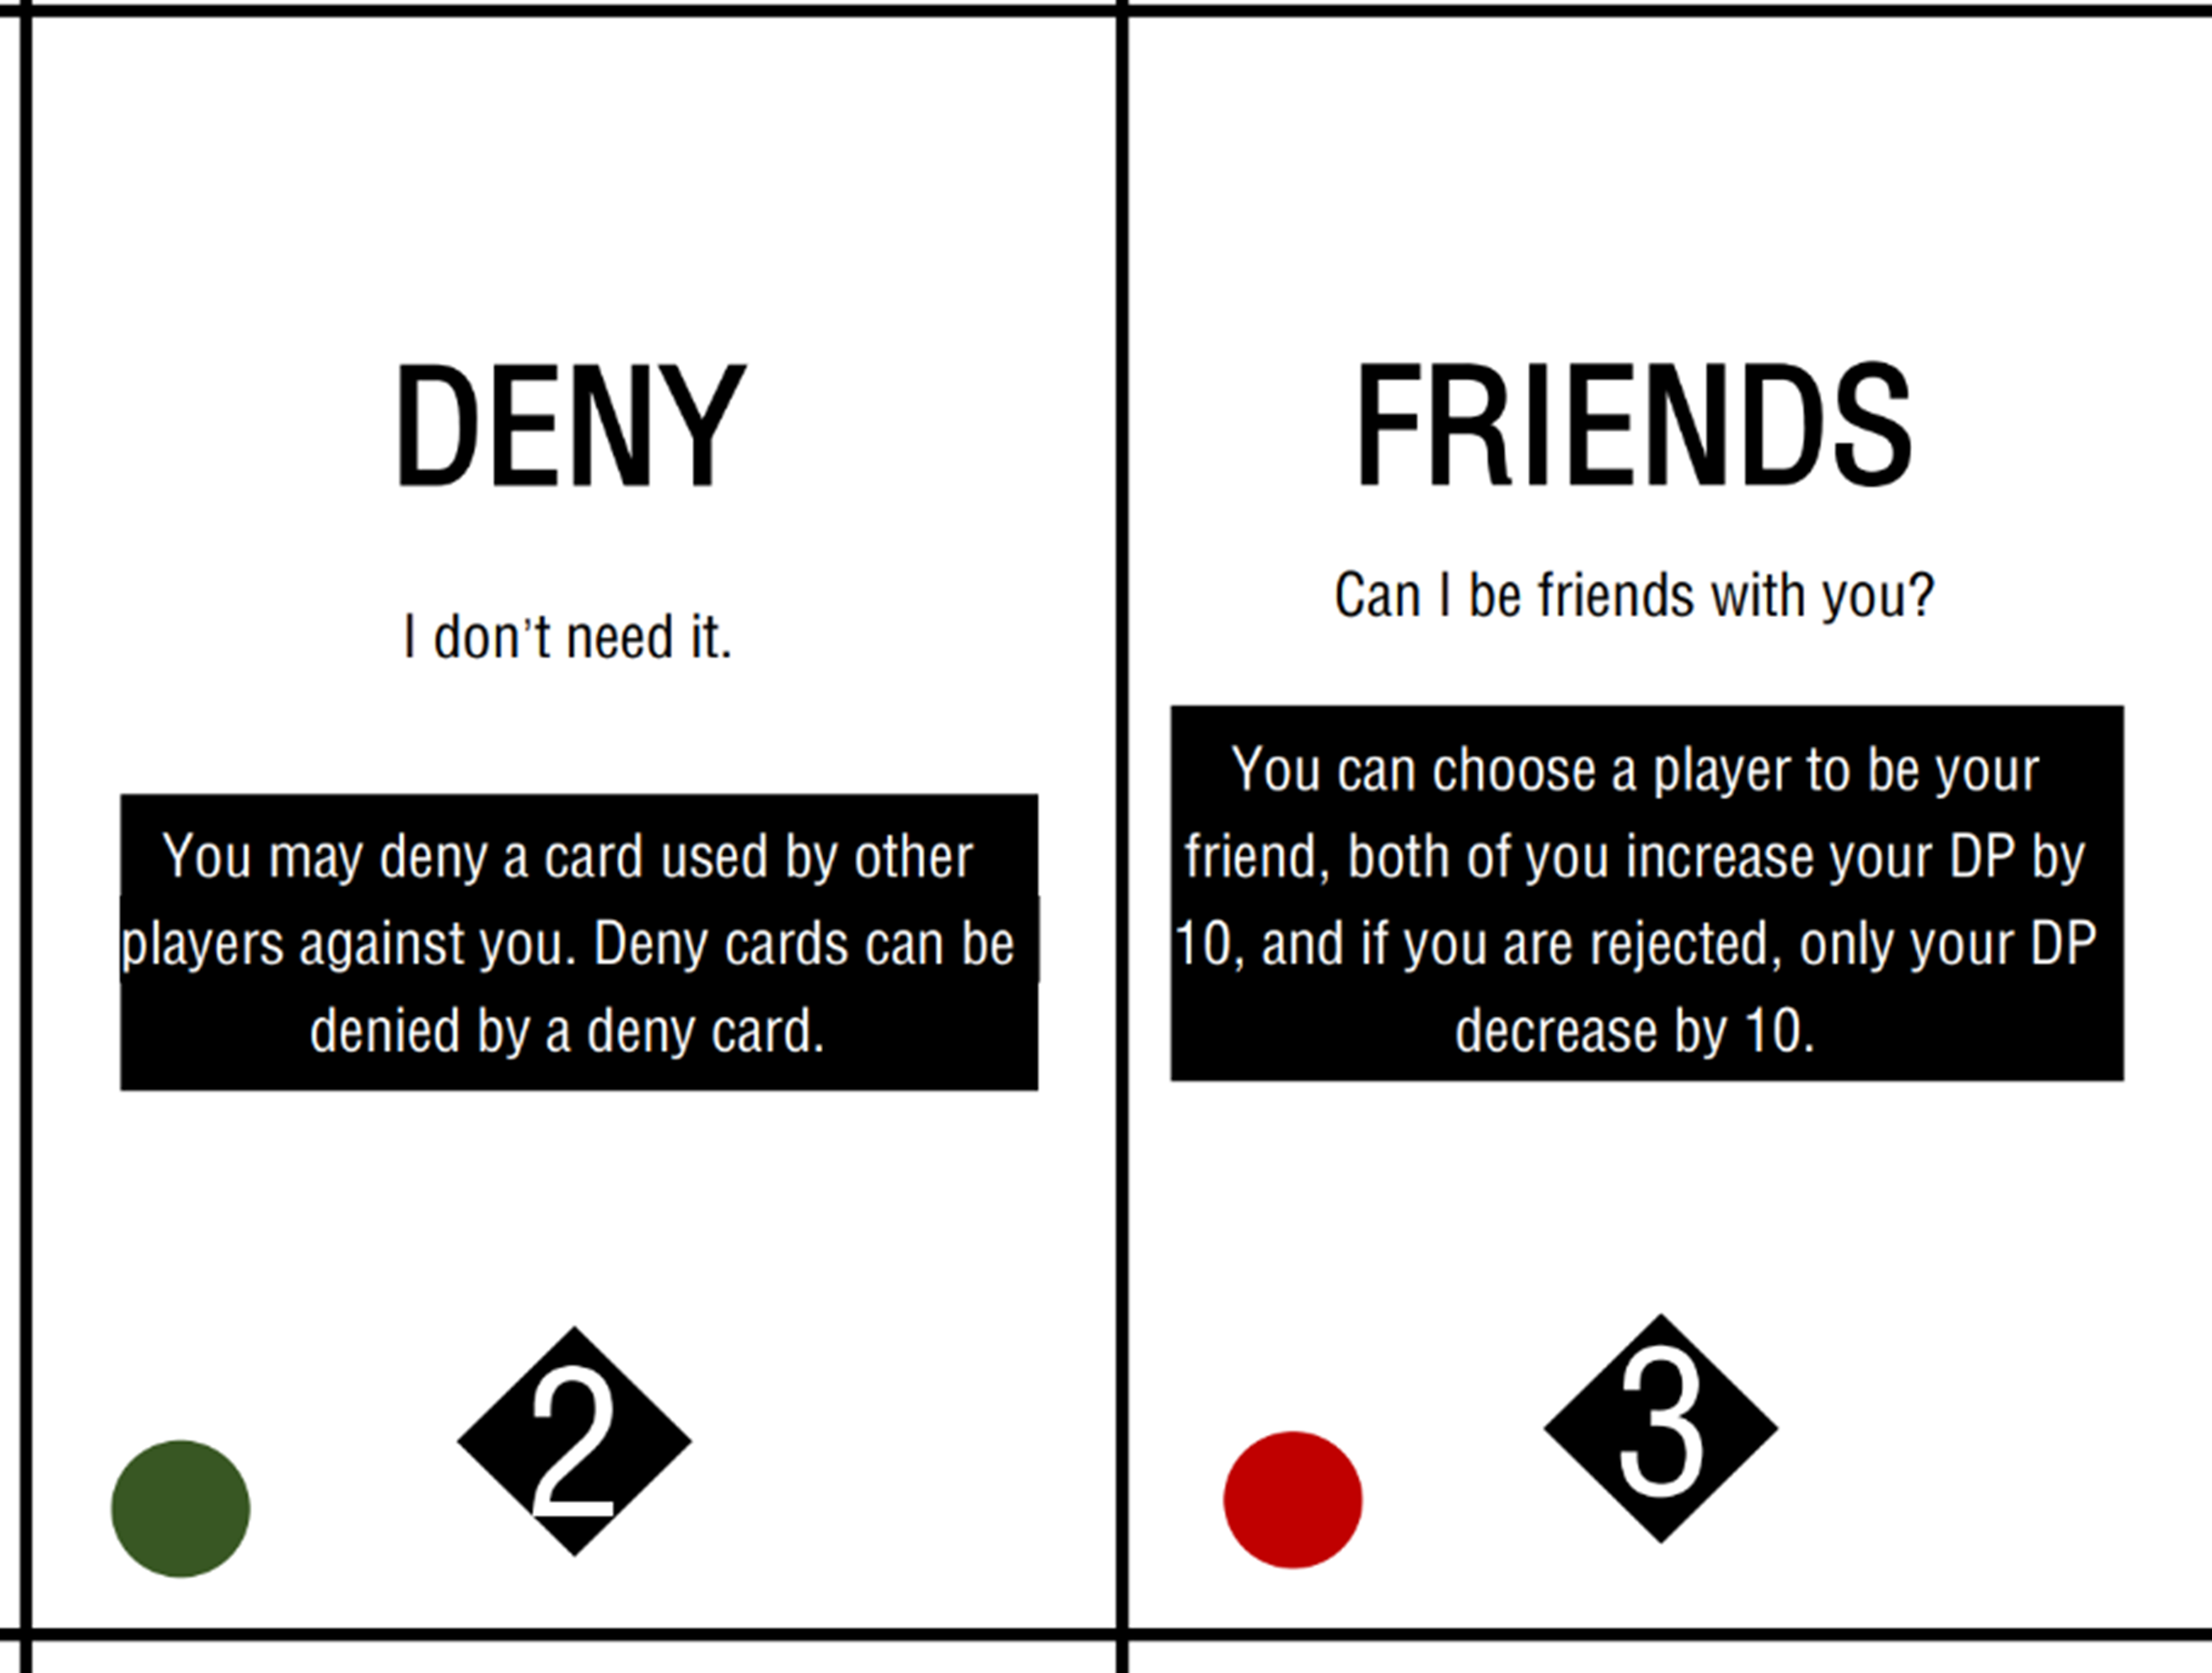 DENY
I don’t need it.
You may deny a card used by other
players against you. Deny cards can be
denied by a deny card.
2
FRIENDS
Can I be friends with you?
You can choose a player to be your
friend, both of you increase your DP by
10, and if you are rejected, only your DP
decrease by 10.
3